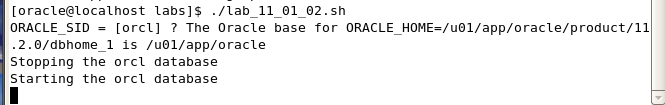 [oracle@localhost labs]$ ./lab_11_01_02.sh
ORACLE_SID = [orcl] ? The Oracle base for ORACLE_HOME=/u01/app/oracle/product/11
.2.0/dbhome_1 is /u01/app/oracle
Stopping the orcl database
Starting the orcl database